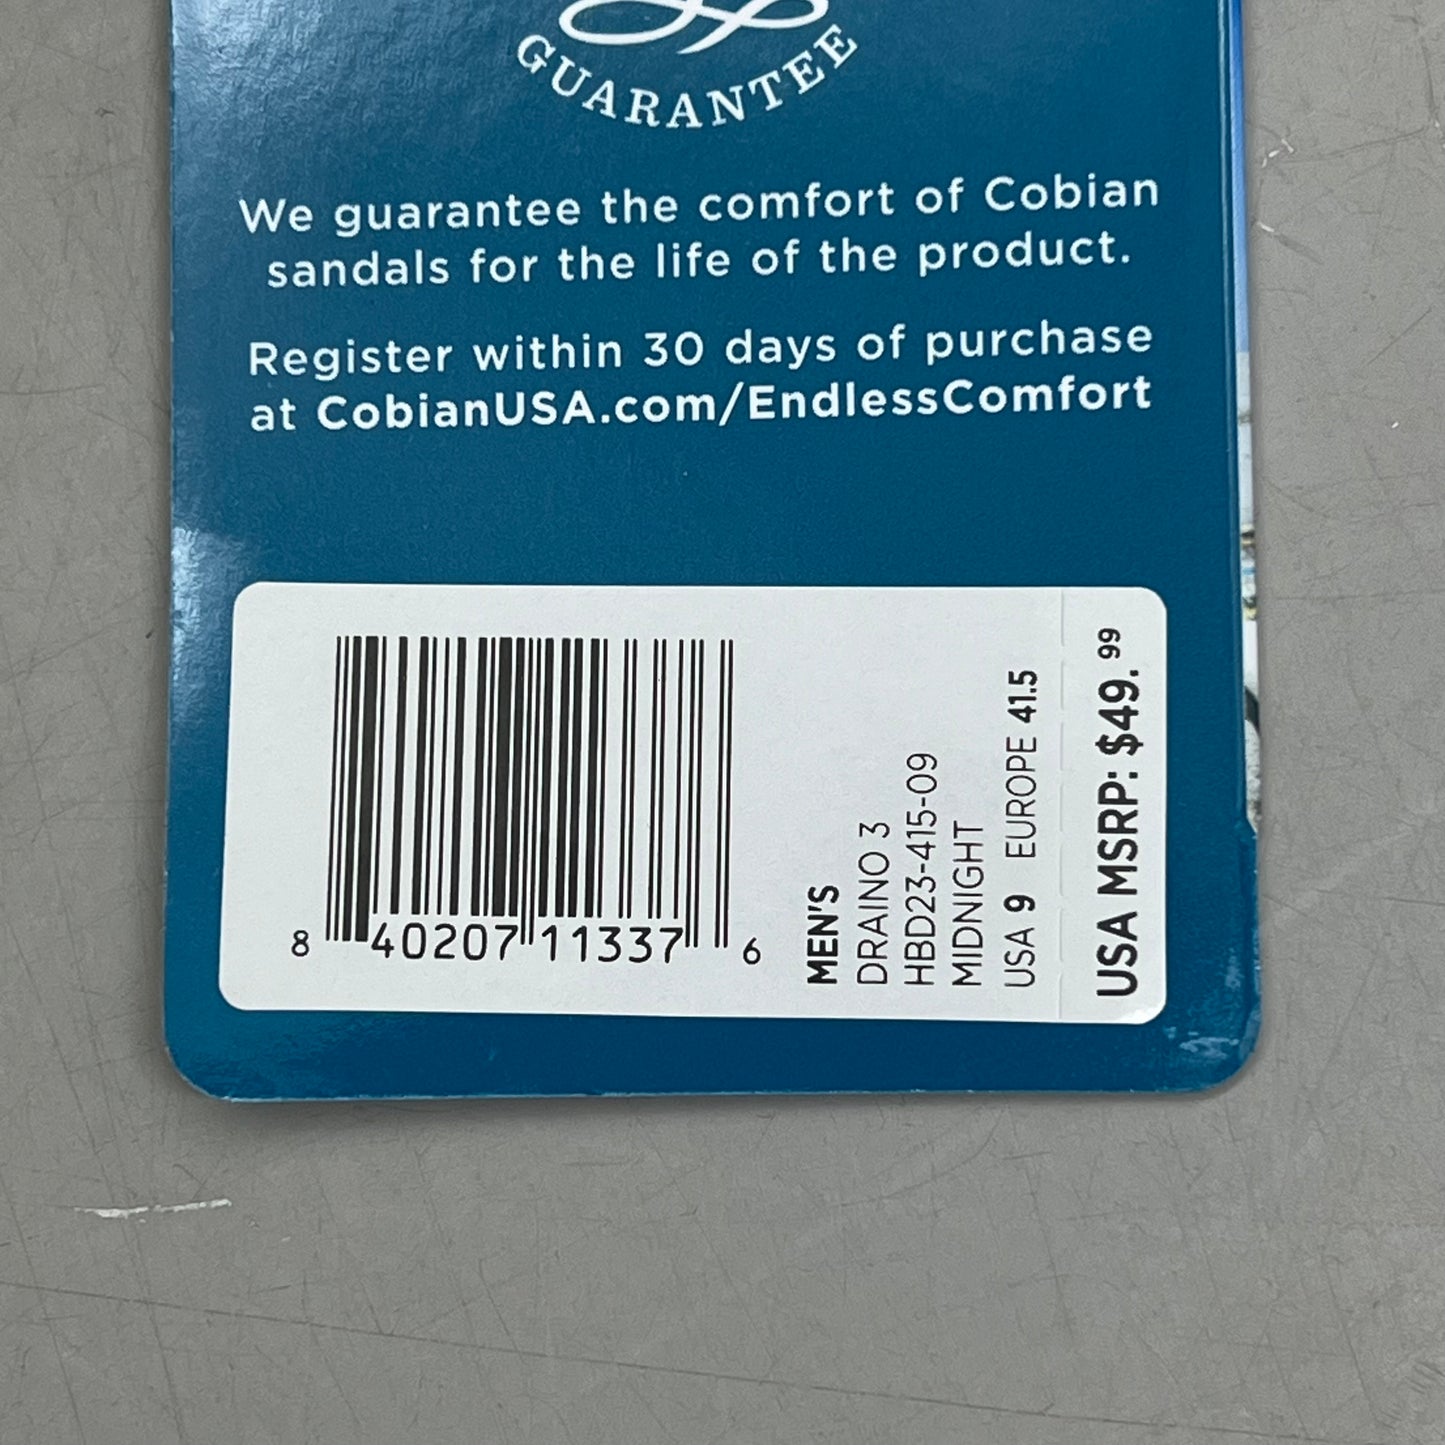 GUARANTEE
We guarantee the comfort of Cobian
sandals for the life of the product.
Register within 30 days of purchase
at CobianUSA.com/EndlessComfort
8 40207 11337 6
MEN'S
DRAINO 3
HBD23-415-09
MIDNIGHT
USA 9 EUROPE 41.5
USA MSRP: $49.99